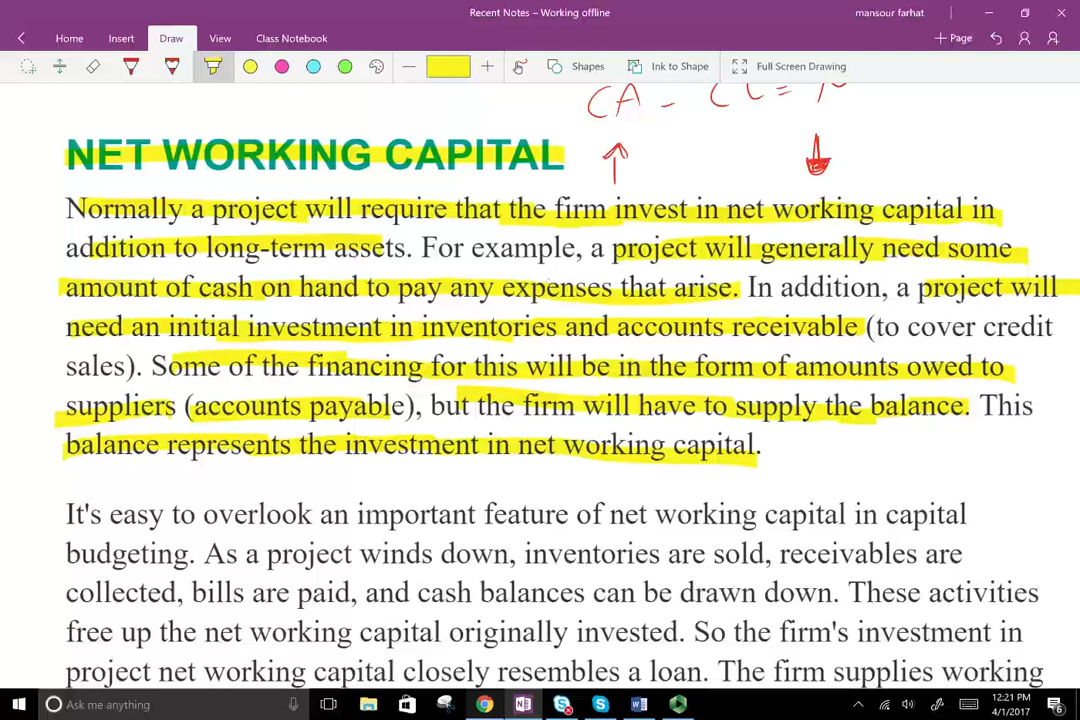 Recent Notes – Working offline
mansour farhat
Home Insert Draw View Class Notebook
Page
Shapes Ink to Shape Full Screen Drawing
CA - CL =
NET WORKING CAPITAL
Normally a project will require that the firm invest in net working capital in
addition to long-term assets. For example, a project will generally need some
amount of cash on hand to pay any expenses that arise. In addition, a project will
need an initial investment in inventories and accounts receivable (to cover credit
sales). Some of the financing for this will be in the form of amounts owed to
suppliers (accounts payable), but the firm will have to supply the balance. This
balance represents the investment in net working capital.
It's easy to overlook an important feature of net working capital in capital
budgeting. As a project winds down, inventories are sold, receivables are
collected, bills are paid, and cash balances can be drawn down. These activities
free up the net working capital originally invested. So the firm's investment in
project net working capital closely resembles a loan. The firm supplies working
Ask me anything
12:21 PM
4/1/2017
6